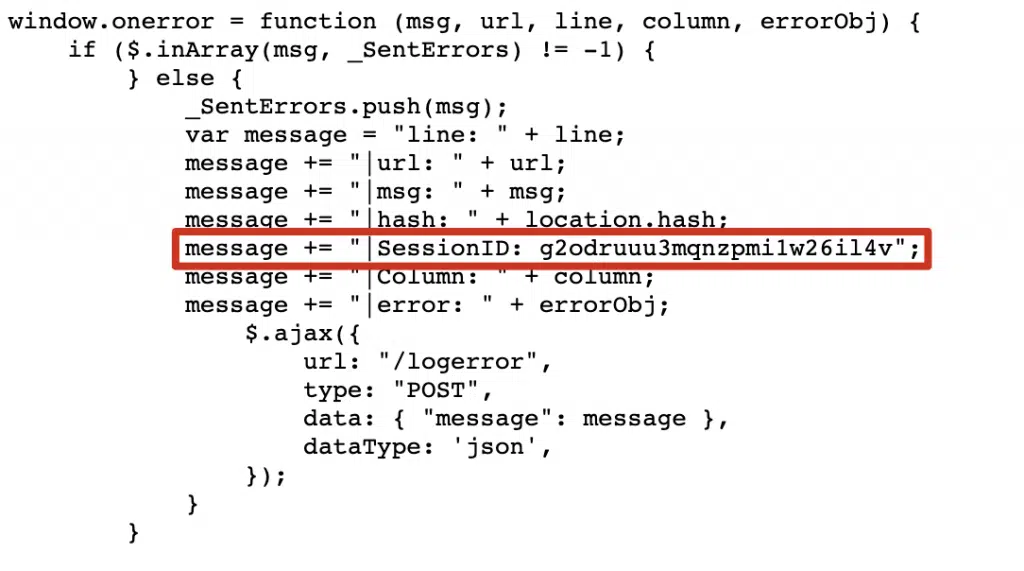 window.onerror = function (msg, url, line, column, errorObj) {
if ($.inArray(msg, _SentErrors) != -1) {
} else {
_SentErrors.push(msg);
var message = "line: " + line;
message += "|url: " + url;
message += "|msg: " + msg;
message += "|hash: " + location.hash;
message += "|SessionID: g2odruuu3mqnzpmi1w26il4v";
message += "|Column: " + column;
message += "|error: " + errorObj;
$.ajax({
url: "/logerror",
type: "POST",
data: { "message": message },
dataType: 'json',
});
}
}